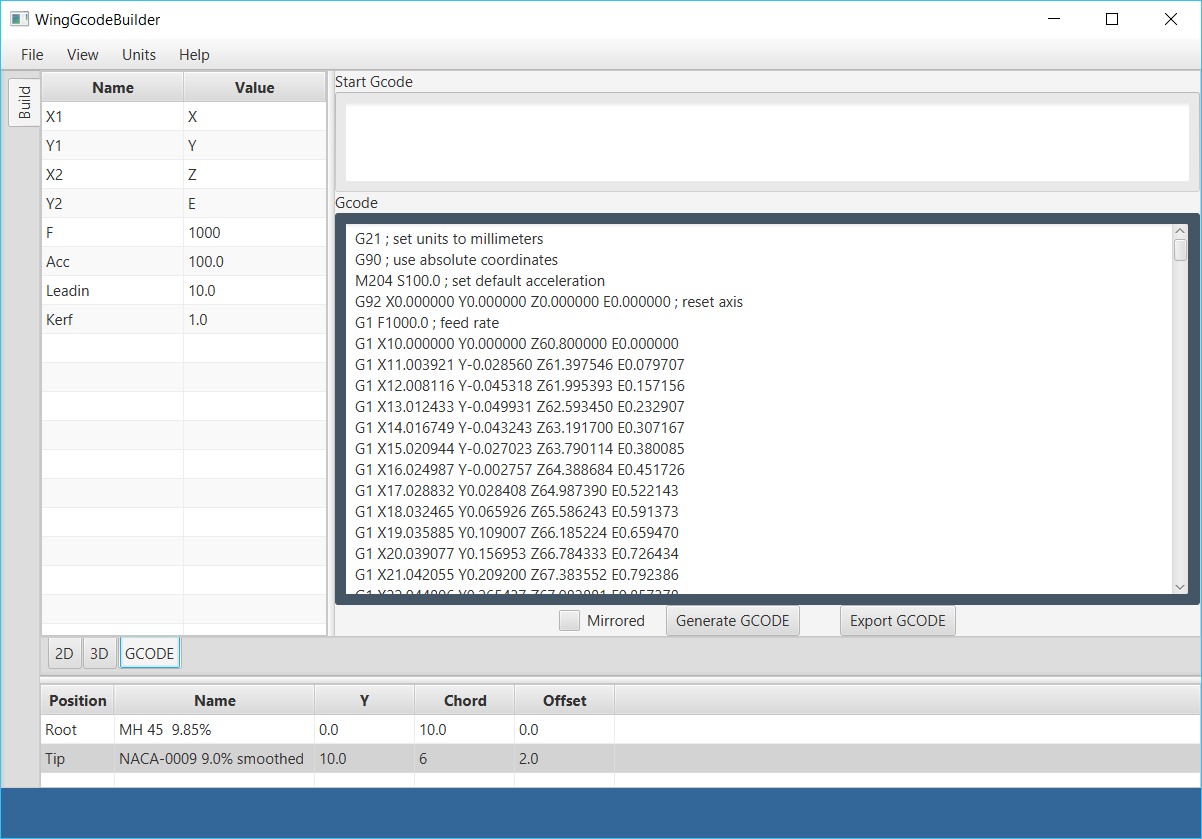 WingGcodeBuilder
File View Units Help
Build
Name Value
X1 X
Y1 Y
X2 Z
Y2 E
F 1000
Acc 100.0
Leadin 10.0
Kerf 1.0
Start Gcode
Gcode
G21 ; set units to millimeters
G90 ; use absolute coordinates
M204 S100.0 ; set default acceleration
G92 X0.000000 Y0.000000 Z0.000000 E0.000000 ; reset axis
G1 F1000.0 ; feed rate
G1 X10.000000 Y0.000000 Z60.800000 E0.000000
G1 X11.003921 Y-0.028560 Z61.397546 E0.079707
G1 X12.008116 Y-0.045318 Z61.995393 E0.157156
G1 X13.012433 Y-0.049931 Z62.593450 E0.232907
G1 X14.016749 Y-0.043243 Z63.191700 E0.307167
G1 X15.020944 Y-0.027023 Z63.790114 E0.380085
G1 X16.024987 Y-0.002757 Z64.388684 E0.451726
G1 X17.028832 Y0.028408 Z64.987390 E0.522143
G1 X18.032465 Y0.065926 Z65.586243 E0.591373
G1 X19.035885 Y0.109007 Z66.185224 E0.659470
G1 X20.039077 Y0.156953 Z66.784333 E0.726434
G1 X21.042055 Y0.209200 Z67.383552 E0.792386
Mirrored Generate GCODE Export GCODE
2D 3D GCODE
Position Name Y Chord Offset
Root MH 45 9.85% 0.0 10.0 0.0
Tip NACA-0009 9.0% smoothed 10.0 6 2.0